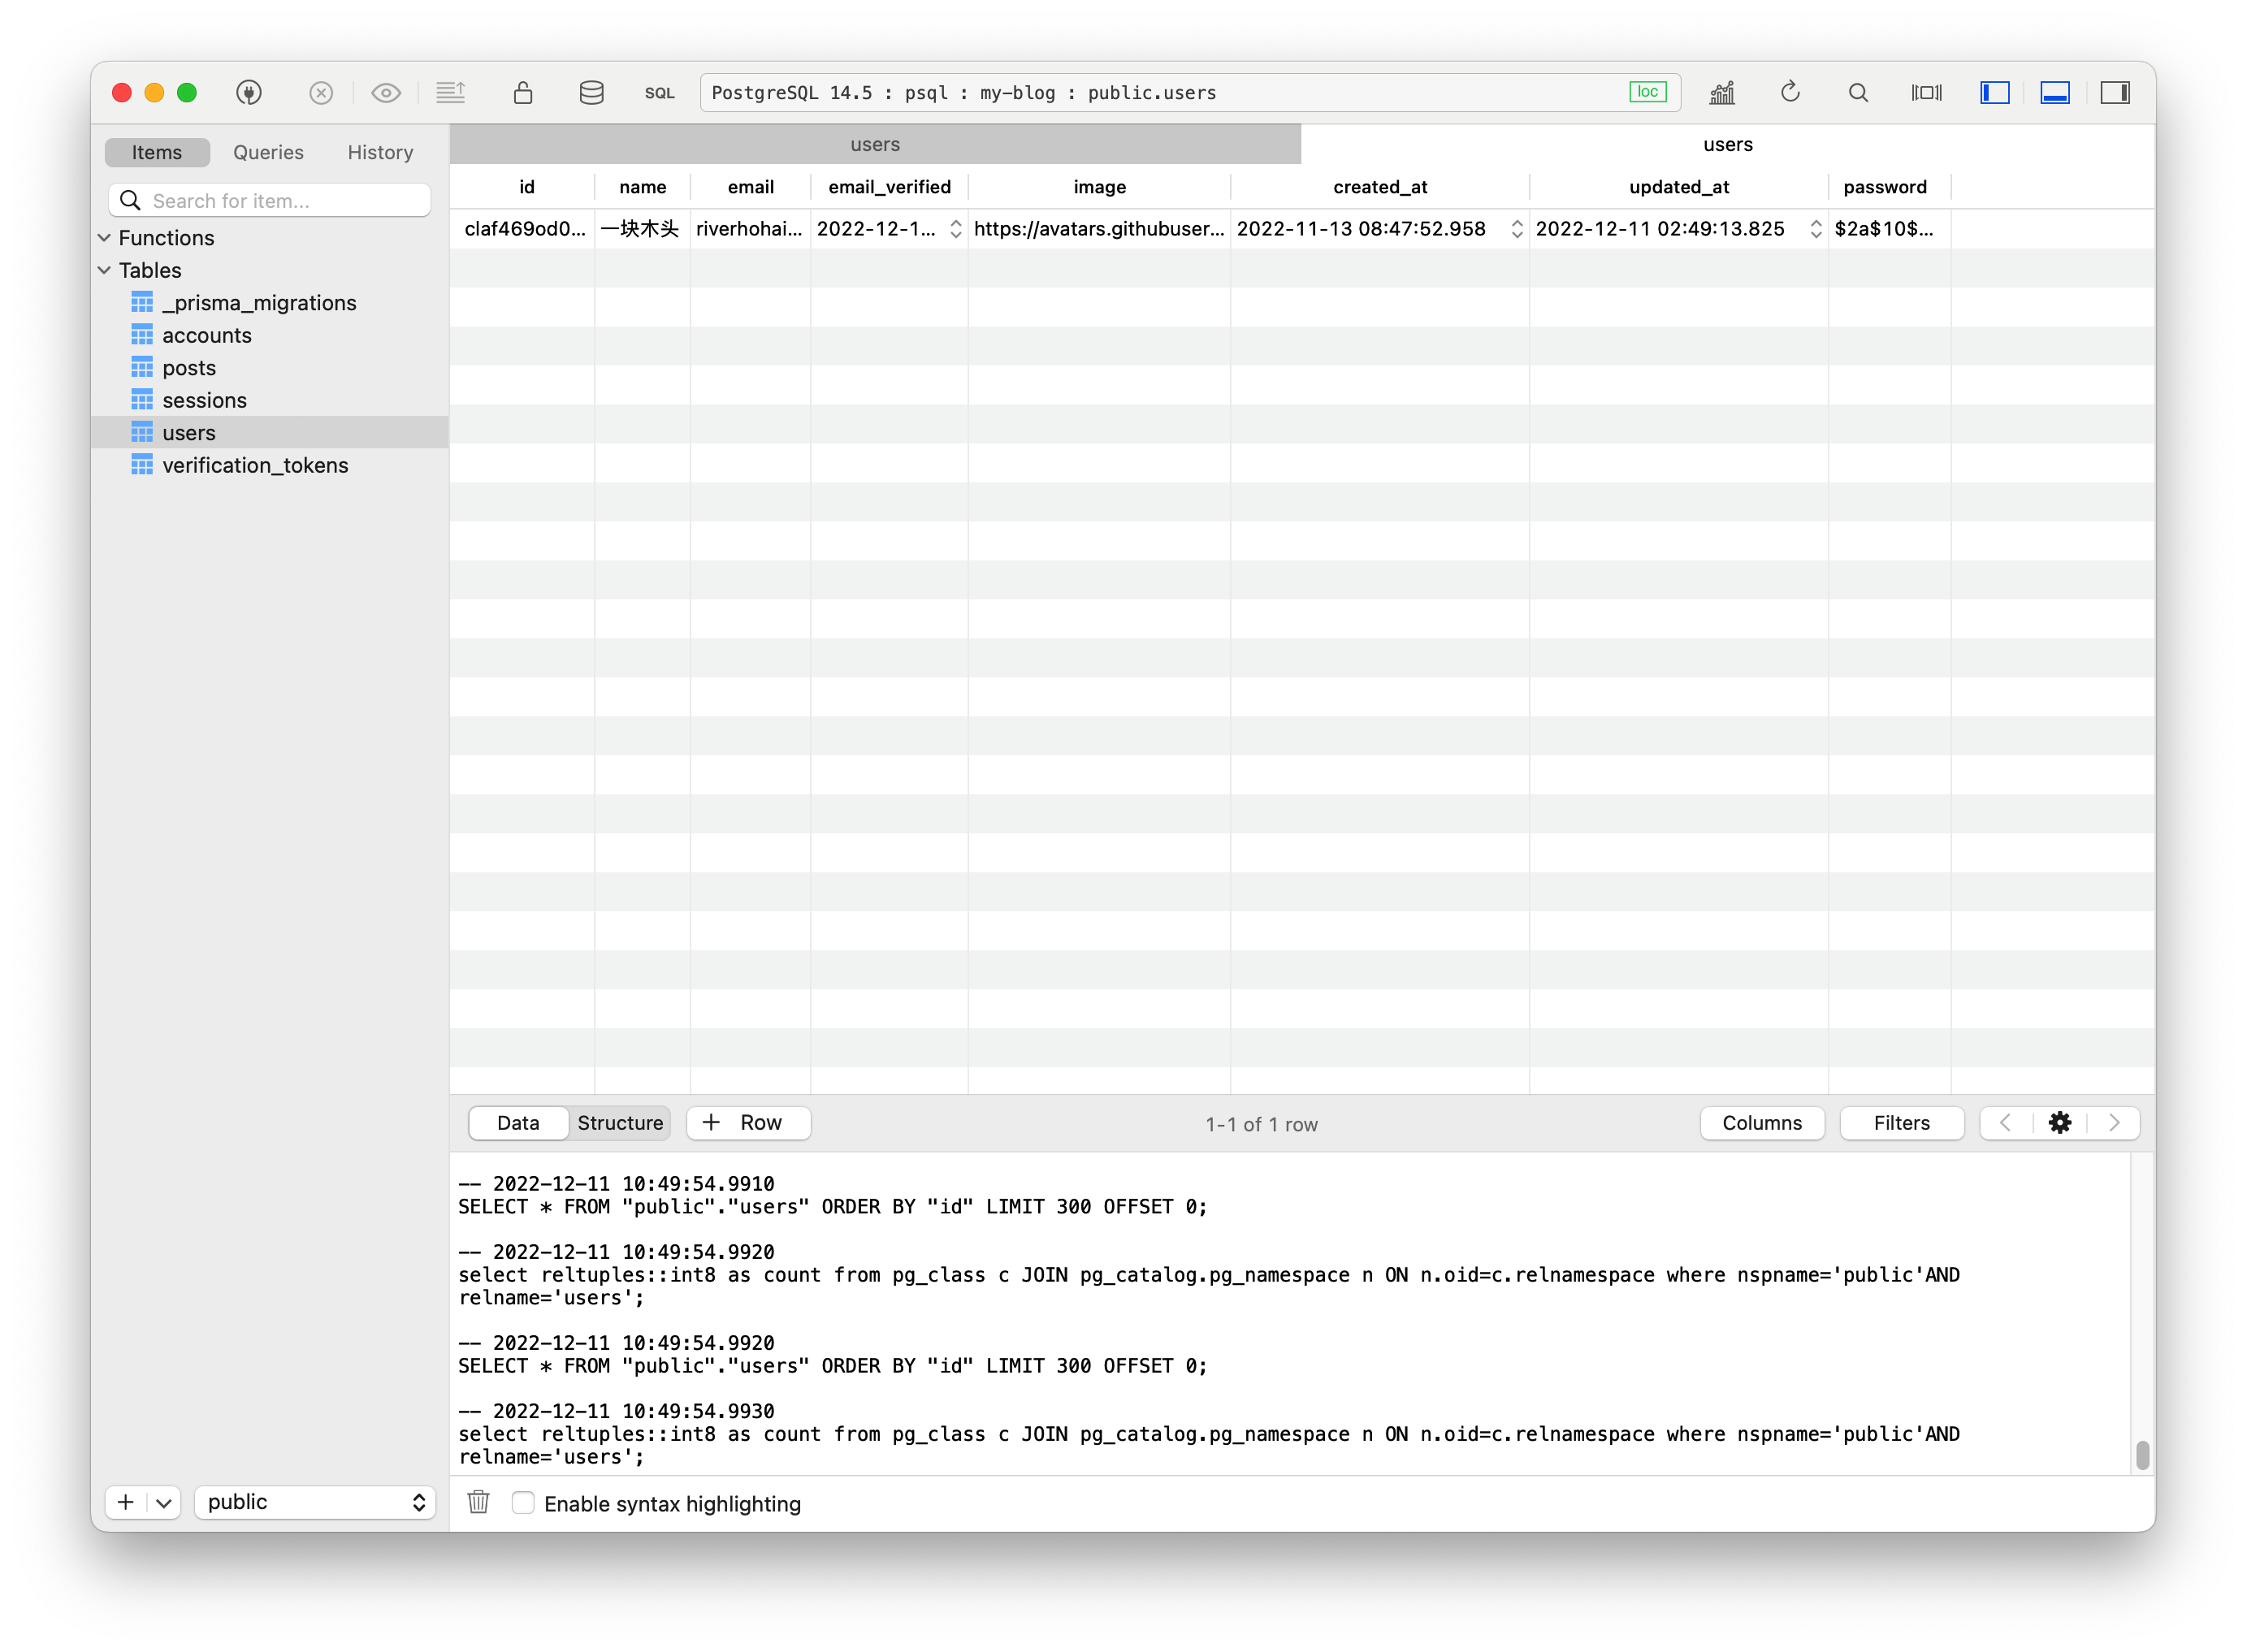 SQL PostgreSQL 14.5 : psql : my-blog : public.users loc
Items Queries History
Search for item...
Functions
Tables
_prisma_migrations
accounts
posts
sessions
users
verification_tokens
public
users users
id name email email_verified image created_at updated_at password
claf469od0... 一块木头 riverhohai... 2022-12-1... https://avatars.githubuser... 2022-11-13 08:47:52.958 2022-12-11 02:49:13.825 $2a$10$...
Data Structure + Row 1-1 of 1 row Columns Filters
-- 2022-12-11 10:49:54.9910
SELECT * FROM "public"."users" ORDER BY "id" LIMIT 300 OFFSET 0;
-- 2022-12-11 10:49:54.9920
select reltuples::int8 as count from pg_class c JOIN pg_catalog.pg_namespace n ON n.oid=c.relnamespace where nspname='public'AND
relname='users';
-- 2022-12-11 10:49:54.9920
SELECT * FROM "public"."users" ORDER BY "id" LIMIT 300 OFFSET 0;
-- 2022-12-11 10:49:54.9930
select reltuples::int8 as count from pg_class c JOIN pg_catalog.pg_namespace n ON n.oid=c.relnamespace where nspname='public'AND
relname='users';
Enable syntax highlighting